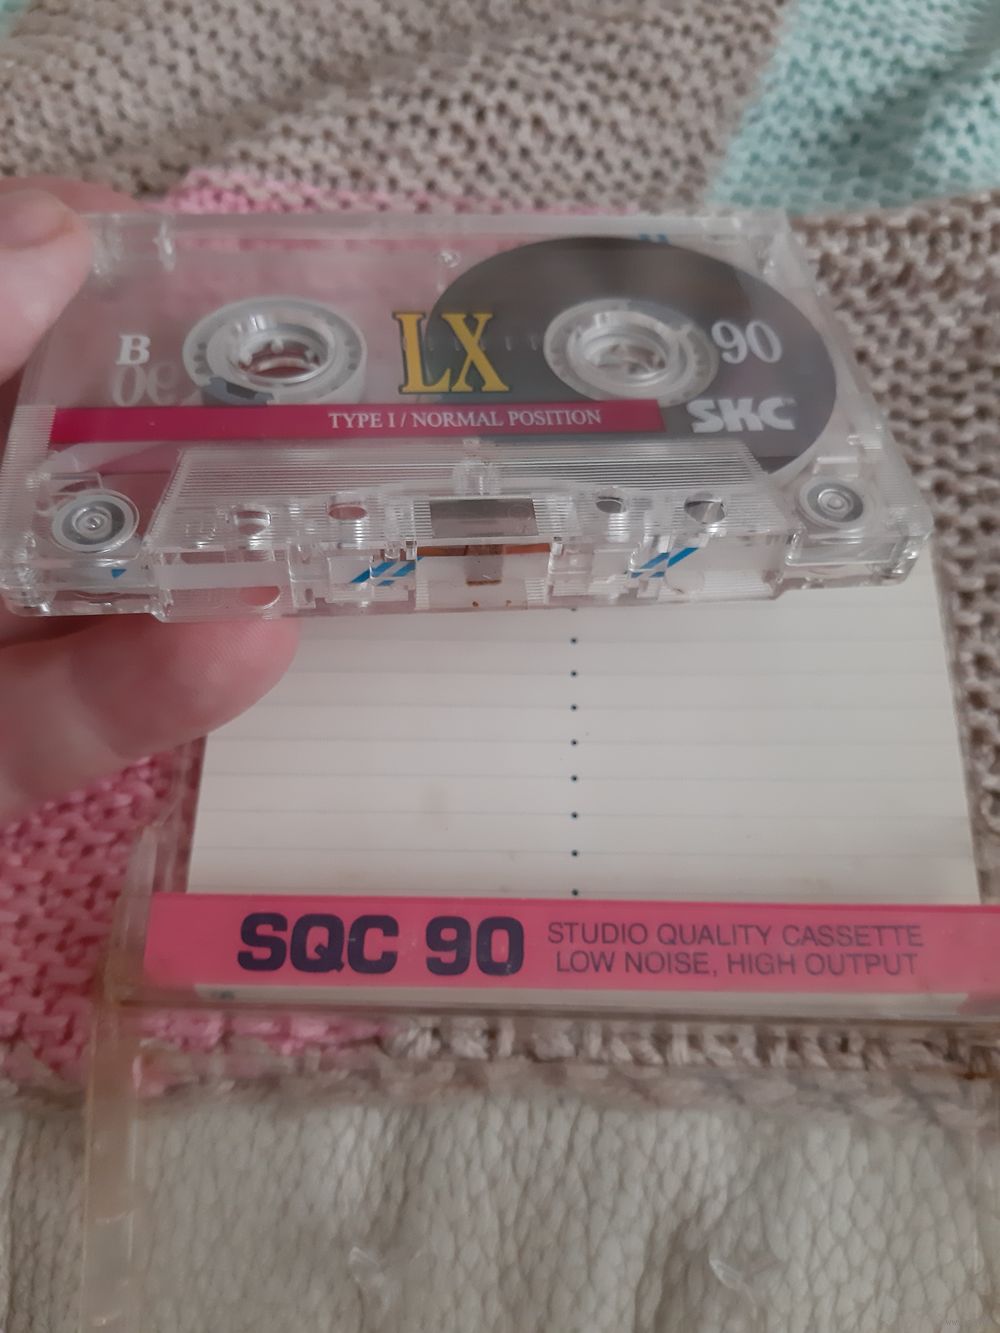 B
LX
90
TYPE I / NORMAL POSITION
SKC
SQC 90
STUDIO QUALITY CASSETTE
LOW NOISE, HIGH OUTPUT